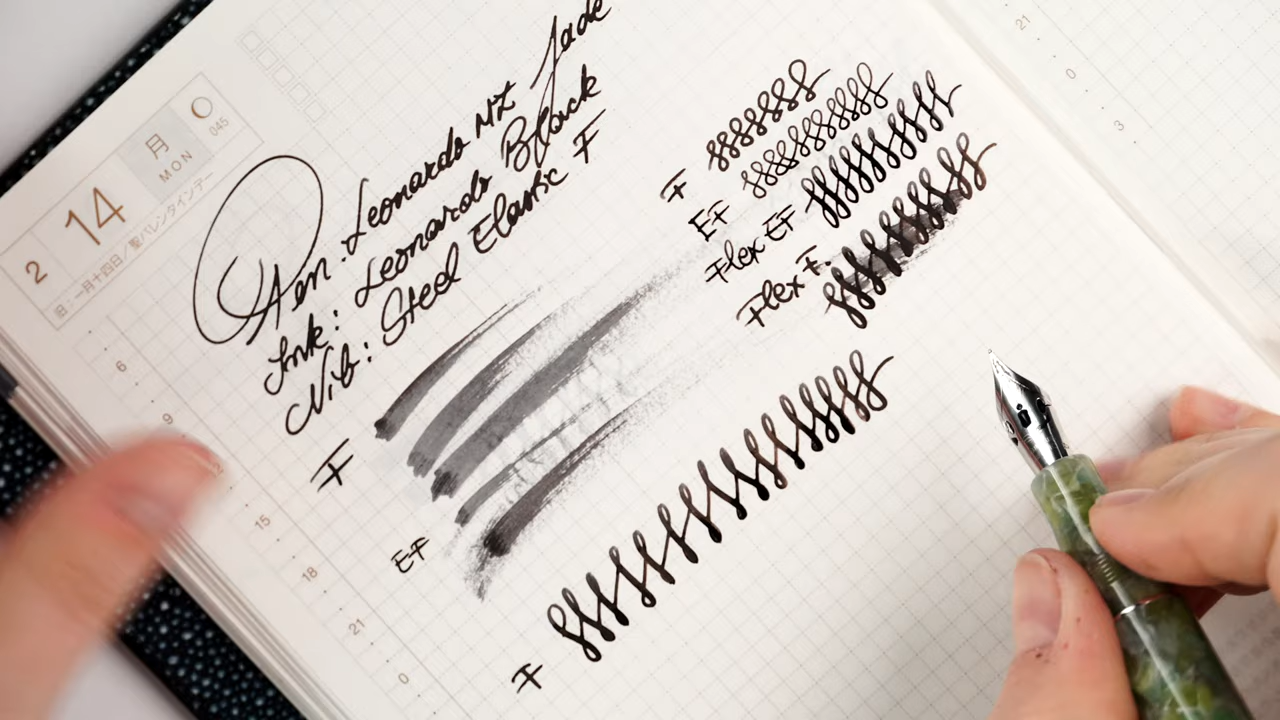 2
14
月
MON
045
旧:一月十四日/聖バレンタインデー
Pen: Leonardo MZ Jade
Ink: Leonardo Black
Nib: Steel Elastic F
F
EF
Flex EF
Flex F.
F
EF
F
6
9
12
15
18
21
0
21
0
3